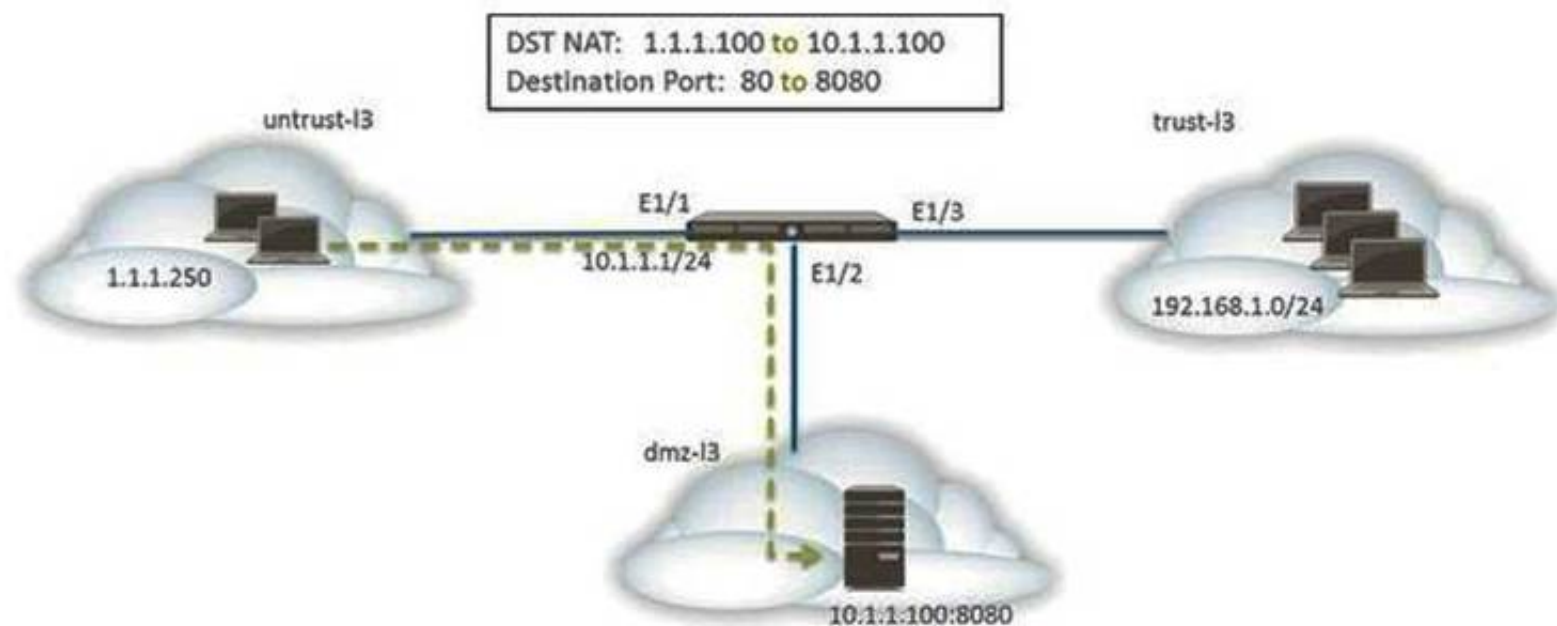 DST NAT: 1.1.1.100 to 10.1.1.100
Destination Port: 80 to 8080
untrust-l3
trust-l3
E1/1
E1/3
10.1.1.1/24
E1/2
1.1.1.250
192.168.1.0/24
dmz-l3
10.1.1.100:8080